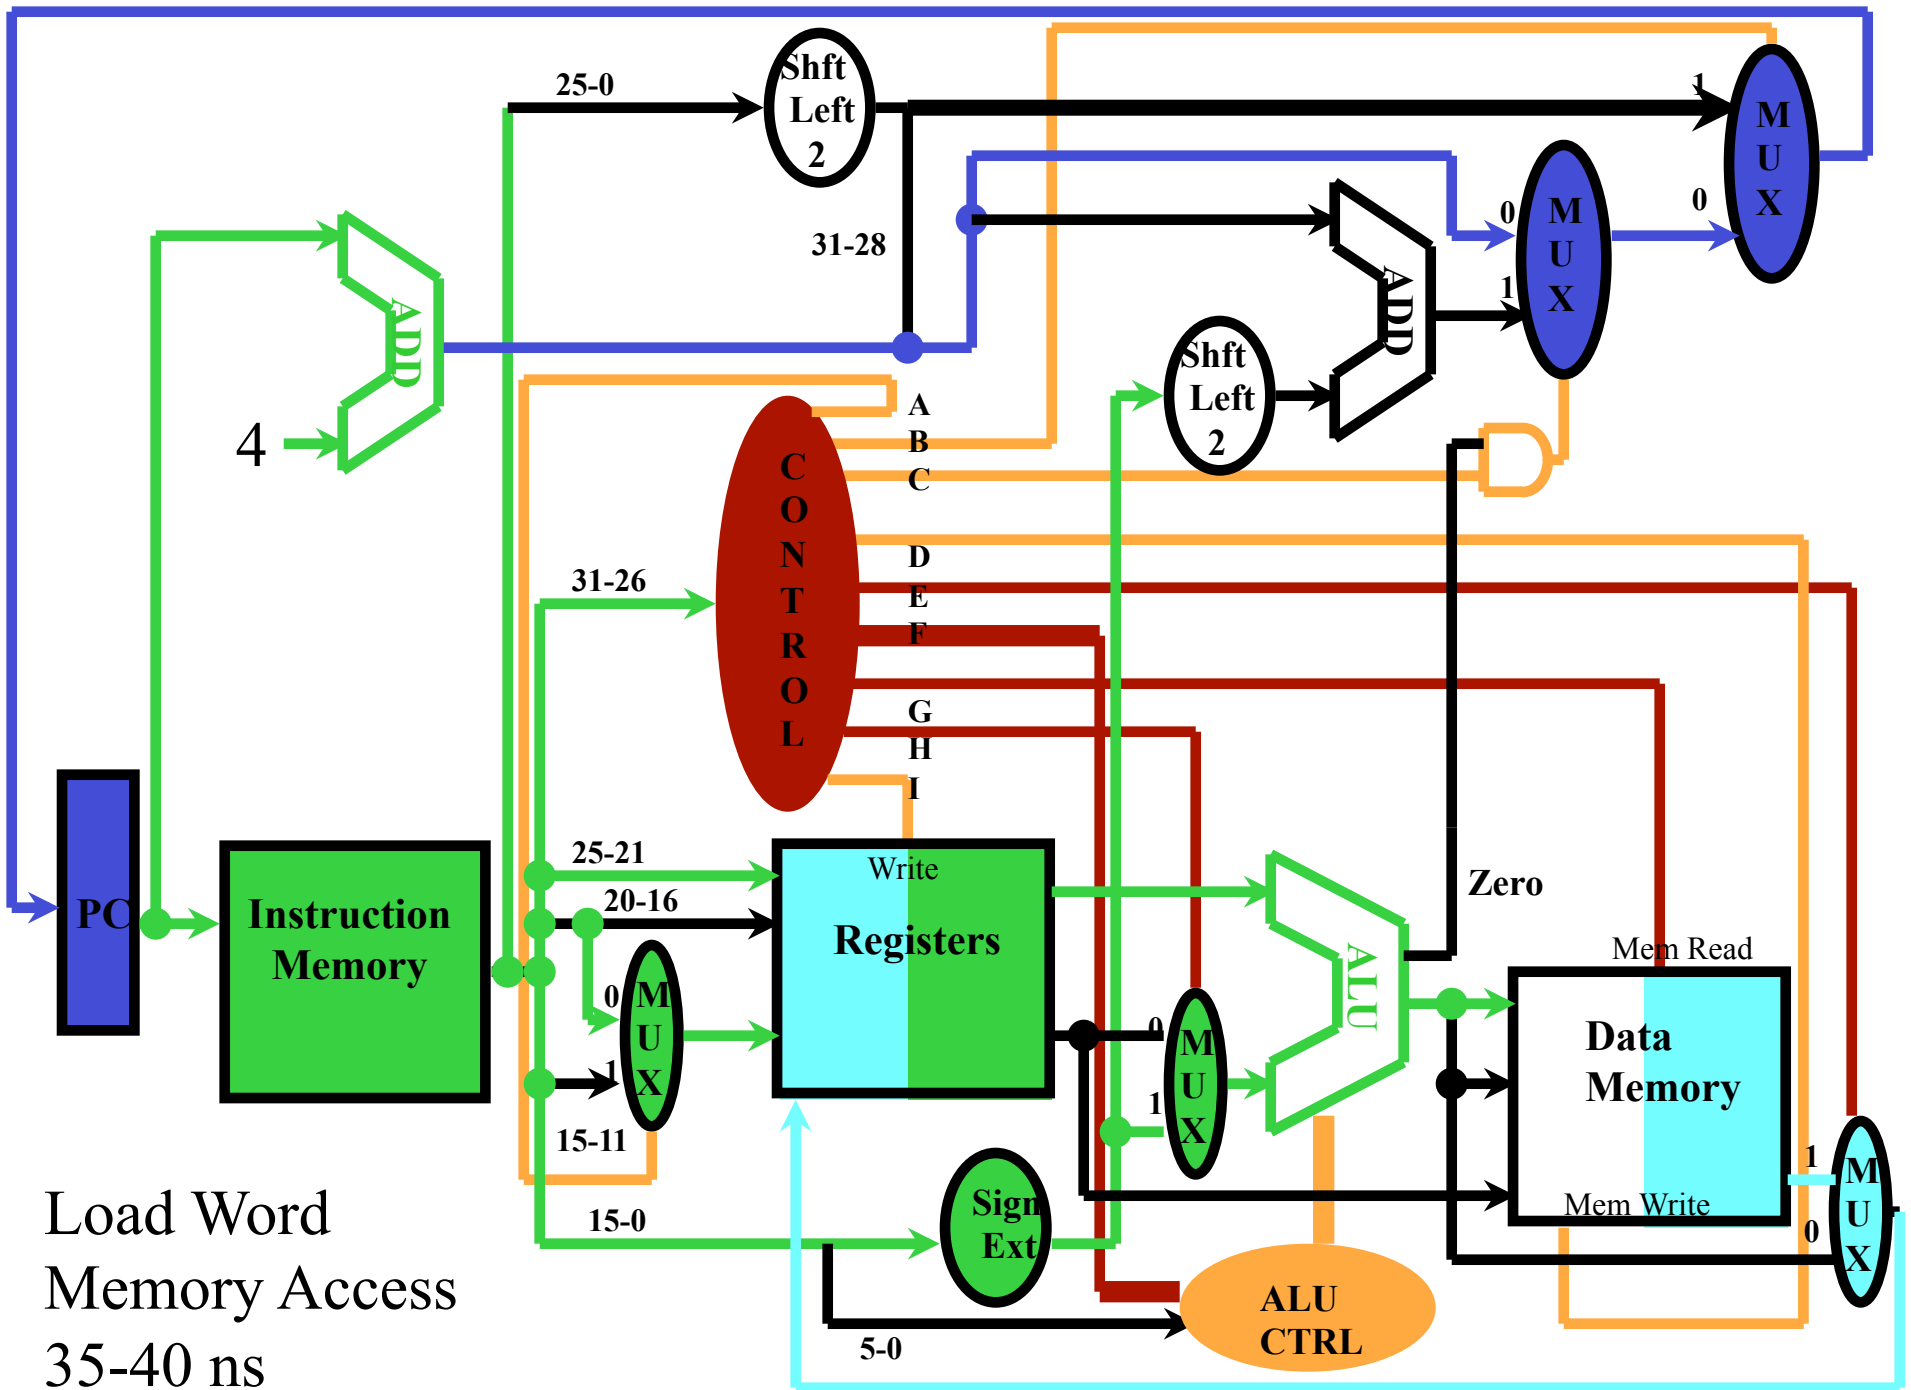 25-0
Shft
Left
2
1
M
U
X
0
31-28
0
M
U
X
1
ADD
ADD
Shft
Left
2
4
A
B
C
D
E
F
G
H
I
C
O
N
T
R
O
L
31-26
PC
Instruction
Memory
25-21
20-16
Write
Registers
0
M
U
X
1
15-11
15-0
Sign
Ext
5-0
0
M
U
X
1
ALU
Zero
Mem Read
Data
Memory
Mem Write
1
M
U
X
0
ALU
CTRL
Load Word
Memory Access
35-40 ns